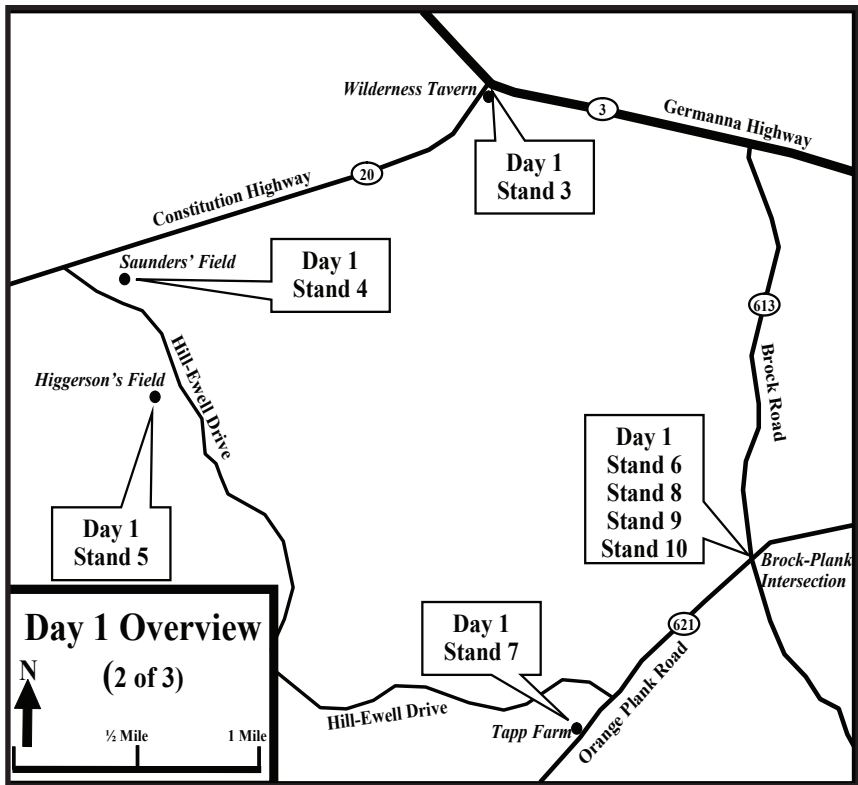 Wilderness Tavern
3
Germanna Highway
Day 1
Stand 3
20
Constitution Highway
Saunders’ Field
Day 1
Stand 4
613
Hill-Ewell Drive
Brock Road
Higgerson’s Field
Day 1
Stand 6
Stand 8
Stand 9
Stand 10
Day 1
Stand 5
Brock-Plank
Intersection
Day 1 Overview
(2 of 3)
N
½ Mile
1 Mile
Day 1
Stand 7
621
Hill-Ewell Drive
Tapp Farm
Orange Plank Road